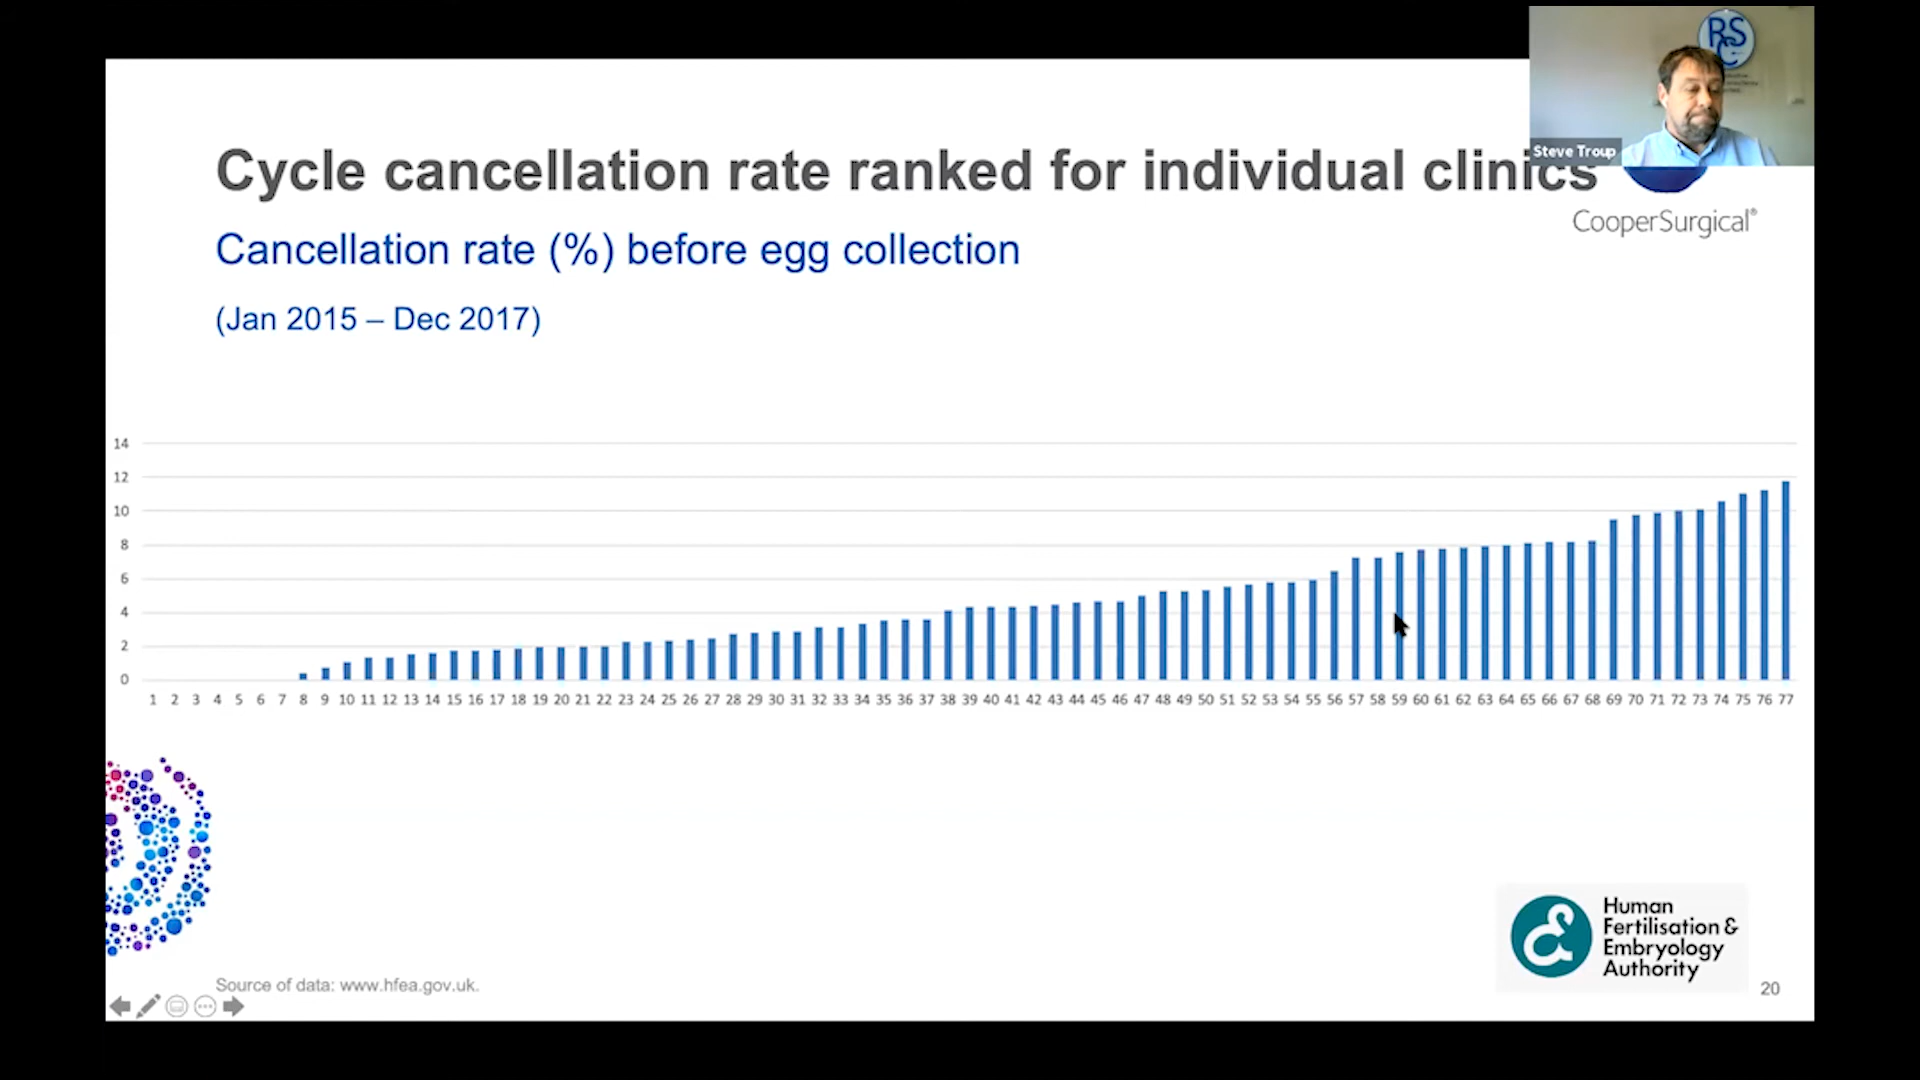 RSC
Steve Troup
Cycle cancellation rate ranked for individual clinics
CooperSurgical®
Cancellation rate (%) before egg collection
(Jan 2015 – Dec 2017)
14
12
10
8
6
4
2
0
1 2 3 4 5 6 7 8 9 10 11 12 13 14 15 16 17 18 19 20 21 22 23 24 25 26 27 28 29 30 31 32 33 34 35 36 37 38 39 40 41 42 43 44 45 46 47 48 49 50 51 52 53 54 55 56 57 58 59 60 61 62 63 64 65 66 67 68 69 70 71 72 73 74 75 76 77
Human
Fertilisation &
Embryology
Authority
Source of data: www.hfea.gov.uk.
20